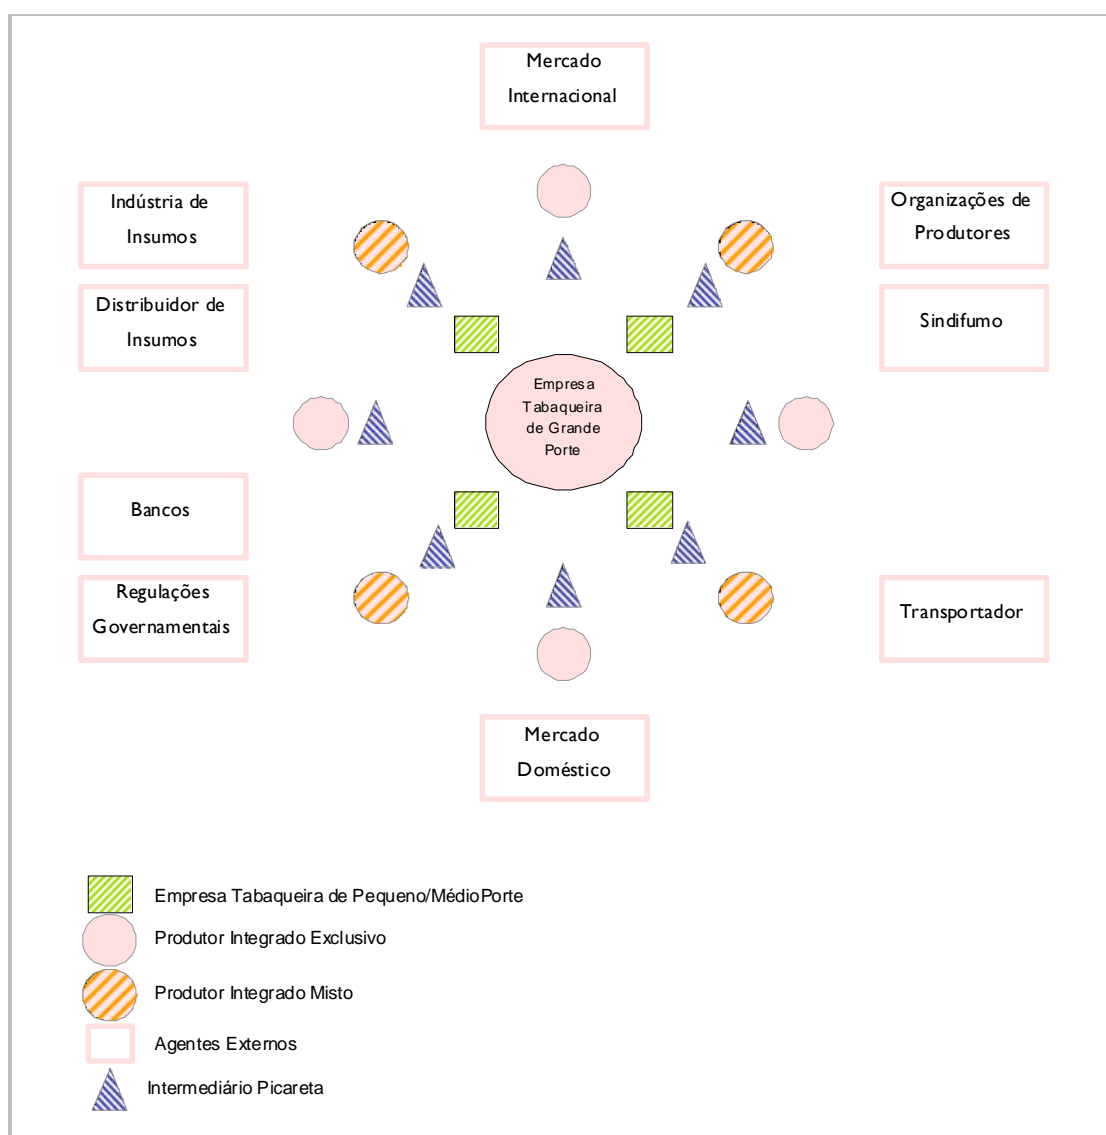 Mercado
Internacional
Indústria de
Insumos
Organizações de
Produtores
Distribuidor de
Insumos
Sindifumo
Empresa
Tabaqueira
de Grande
Porte
Bancos
Regulações
Governamentais
Transportador
Mercado
Doméstico
Empresa Tabaqueira de Pequeno/MédioPorte
Produtor Integrado Exclusivo
Produtor Integrado Misto
Agentes Externos
Intermediário Picareta